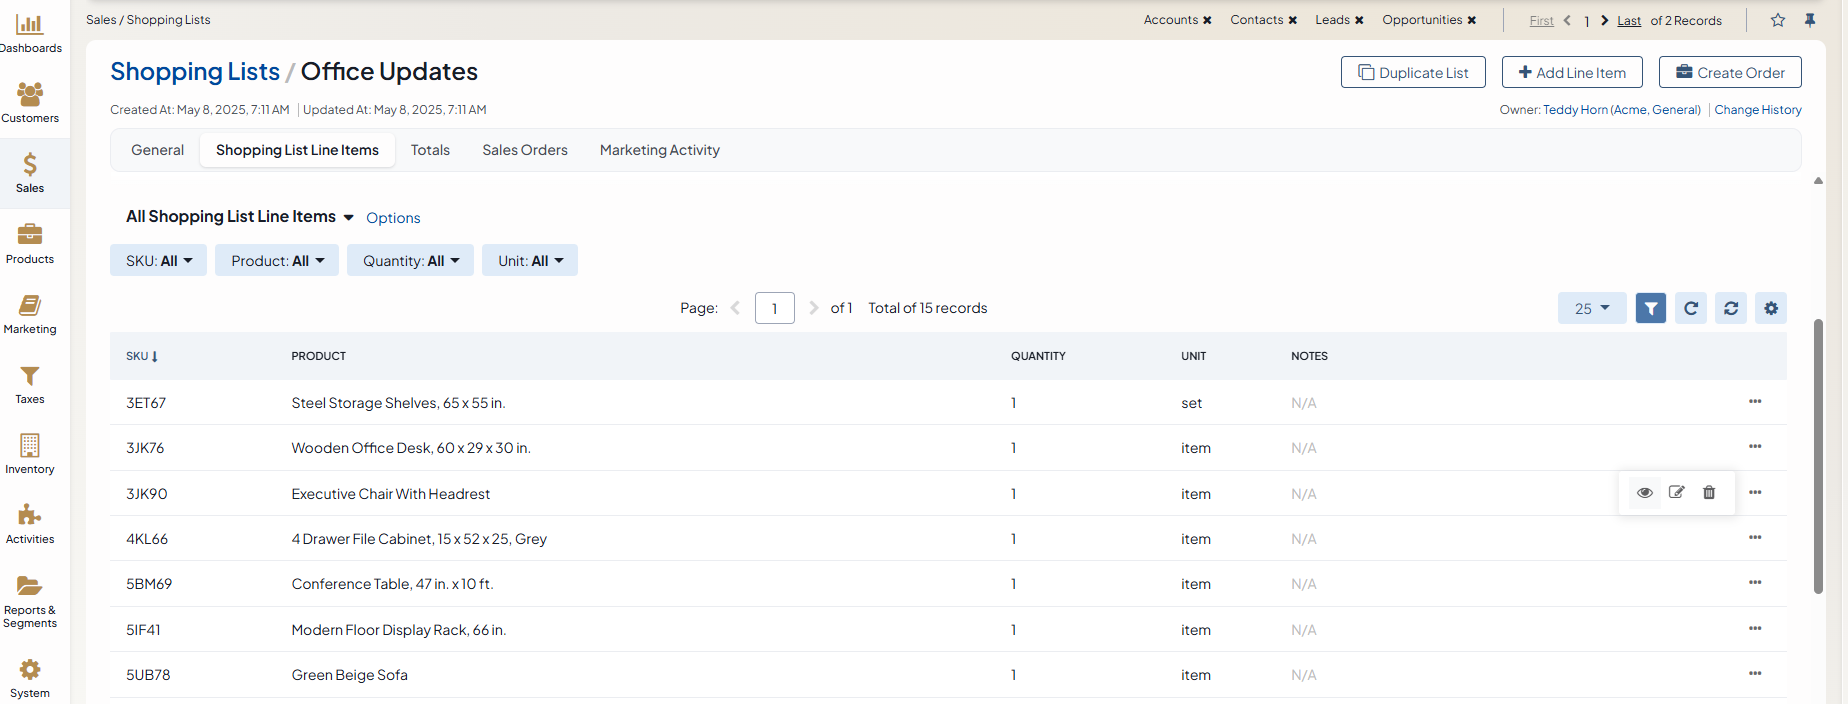 Dashboards
Customers
Sales
Products
Marketing
Taxes
Inventory
Activities
Reports &
Segments
System
Sales / Shopping Lists
Accounts ✖ Contacts ✖ Leads ✖ Opportunities ✖
First 1 Last of 2 Records
Shopping Lists / Office Updates
Duplicate List
+ Add Line Item
Create Order
Created At: May 8, 2025, 7:11 AM | Updated At: May 8, 2025, 7:11 AM
Owner: Teddy Horn (Acme, General) | Change History
General Shopping List Line Items Totals Sales Orders Marketing Activity
All Shopping List Line Items Options
SKU: All Product: All Quantity: All Unit: All
Page: 1 of 1 Total of 15 records
25
SKU PRODUCT QUANTITY UNIT NOTES
3ET67 Steel Storage Shelves, 65 x 55 in. 1 set N/A
3JK76 Wooden Office Desk, 60 x 29 x 30 in. 1 item N/A
3JK90 Executive Chair With Headrest 1 item N/A
4KL66 4 Drawer File Cabinet, 15 x 52 x 25, Grey 1 item N/A
5BM69 Conference Table, 47 in. x 10 ft. 1 item N/A
5IF41 Modern Floor Display Rack, 66 in. 1 item N/A
5UB78 Green Beige Sofa 1 item N/A